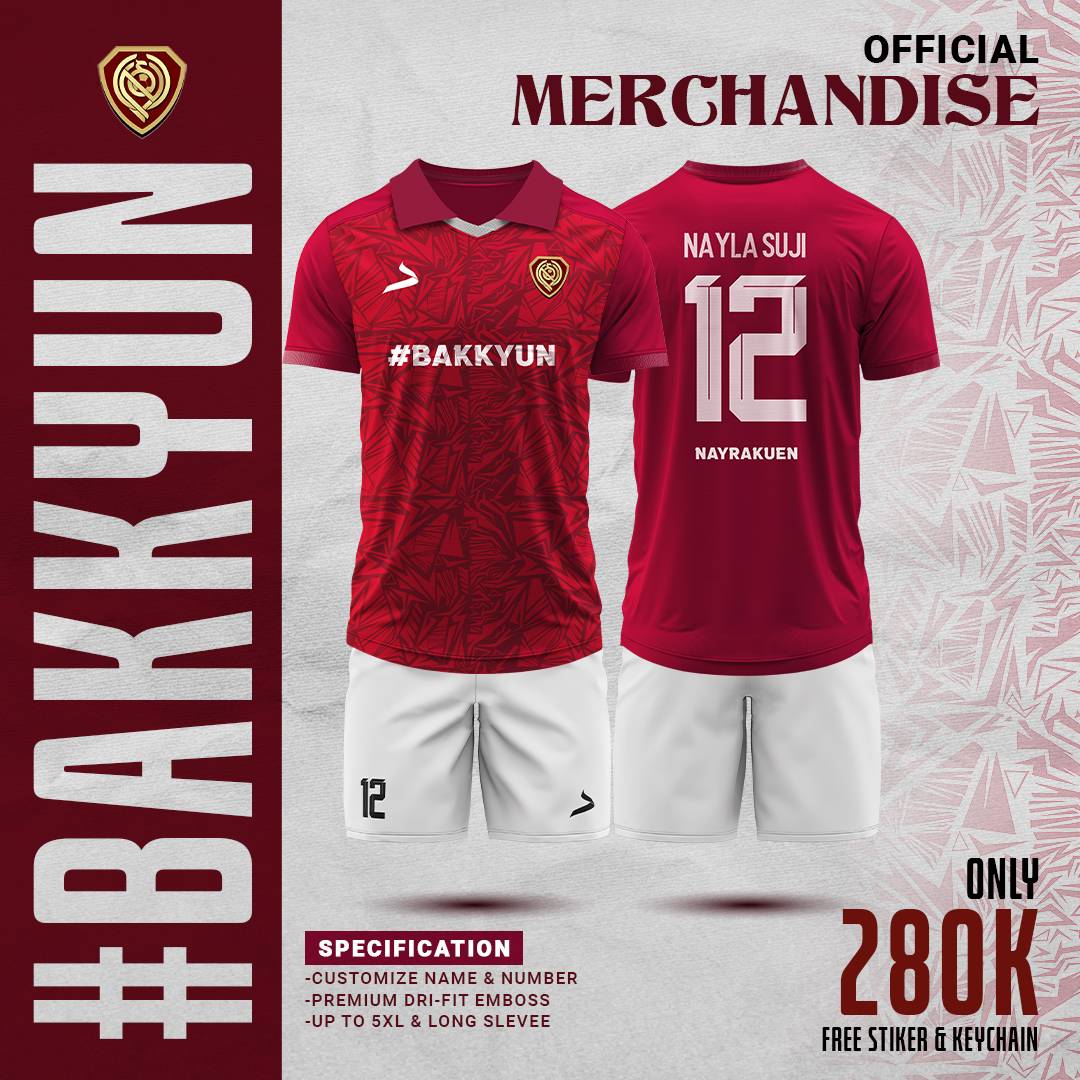 #BAKKYUN
OFFICIAL
MERCHANDISE
#BAKKYUN
NAYLA SUJI
12
NAYRAKUEN
12
SPECIFICATION
-CUSTOMIZE NAME & NUMBER
-PREMIUM DRI-FIT EMBOSS
-UP TO 5XL & LONG SLEVEE
ONLY
280K
FREE STIKER & KEYCHAIN